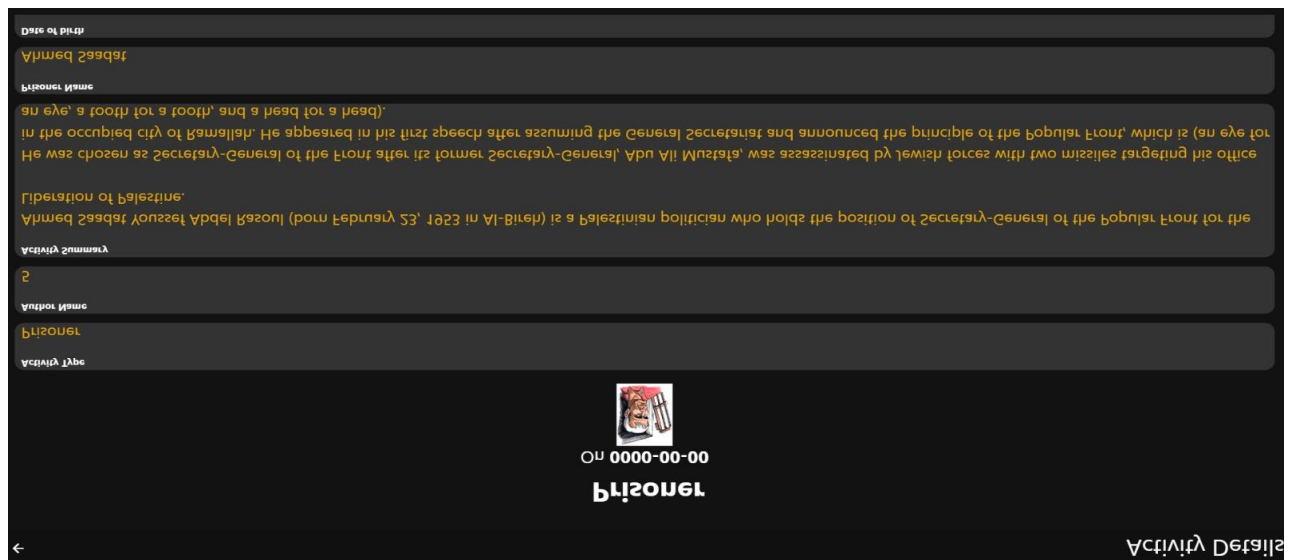 Activity Details
Prisoner
On 0000-00-00
Activity Type
Prisoner
Author Name
S
Activity Summary
Ahmed Saadat Youssef Abdel Rasoul (born February 23, 1953 in Al-Bireh) is a Palestinian politician who holds the position of Secretary-General of the Popular Front for the
Liberation of Palestine.
He was chosen as Secretary-General of the Front after its former Secretary-General, Abu Ali Mustafa, was assassinated by Jewish forces with two missiles targeting his office
in the occupied city of Ramallah. He appeared in his first speech after assuming the General Secretariat and announced the principle of the Popular Front, which is (an eye for
an eye, a tooth for a tooth, and a head for a head).
Prisoner Name
Ahmed Saadat
Date of birth